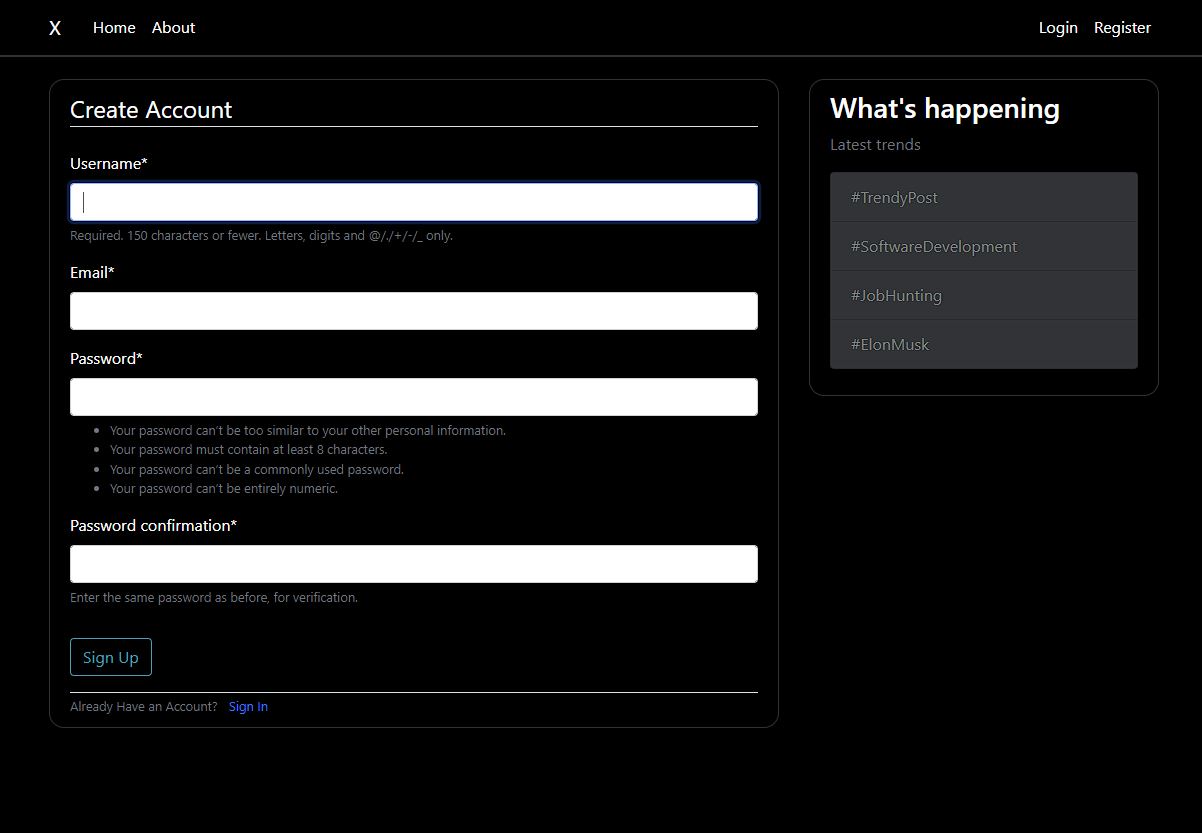 X Home About Login Register
Create Account
Username*
Required. 150 characters or fewer. Letters, digits and @/./+/-/_ only.
Email*
Password*
Your password can’t be too similar to your other personal information.
Your password must contain at least 8 characters.
Your password can’t be a commonly used password.
Your password can’t be entirely numeric.
Password confirmation*
Enter the same password as before, for verification.
Sign Up
Already Have an Account? Sign In
What's happening
Latest trends
#TrendyPost
#SoftwareDevelopment
#JobHunting
#ElonMusk